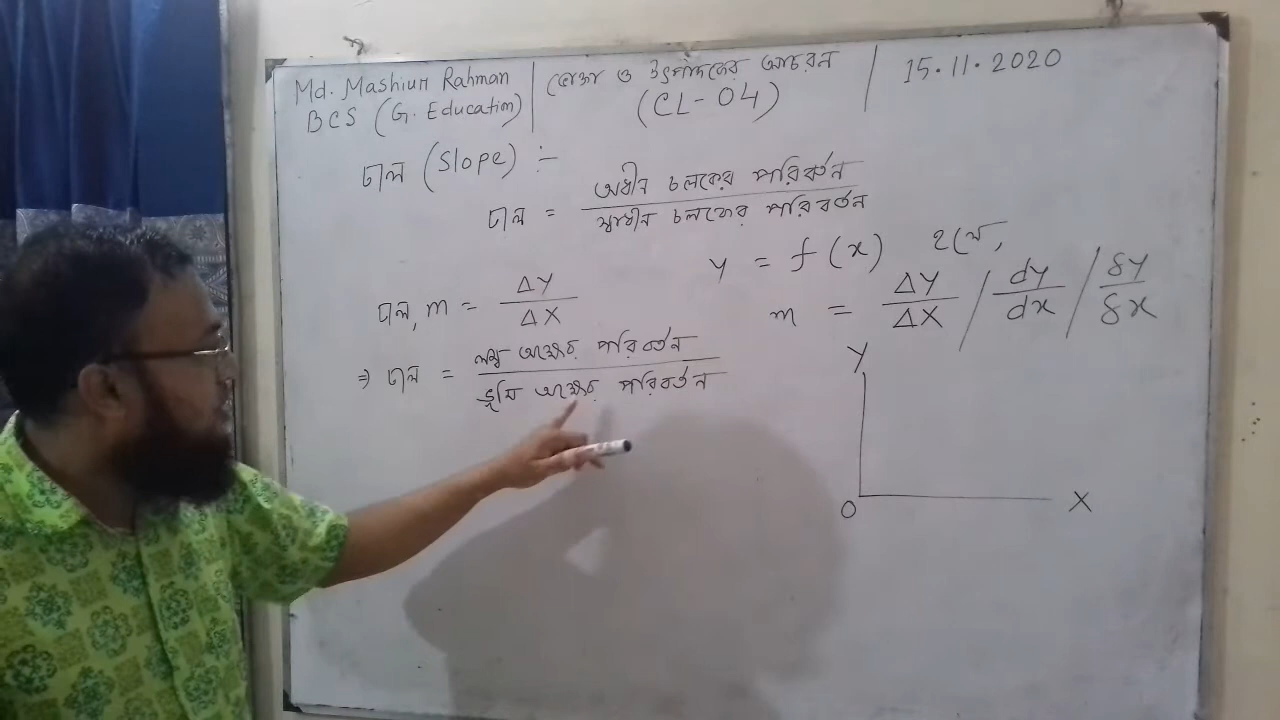 Md. Mashiur Rahman
BCS (G. Education)
ভোক্তা ও উৎপাদকের আচরন
(CL-04)
15.11.2020
ঢাল (Slope) :-
ঢাল = অধীন চলকের পরিবর্তন / স্বাধীন চলকের পরিবর্তন
y = f(x) হলে,
ঢাল, m = ΔY / ΔX
m = ΔY/ΔX / dy/dx / δy/δx
⇒ ঢাল = লম্ব অক্ষের পরিবর্তন / ভূমি অক্ষের পরিবর্তন
Y
O X